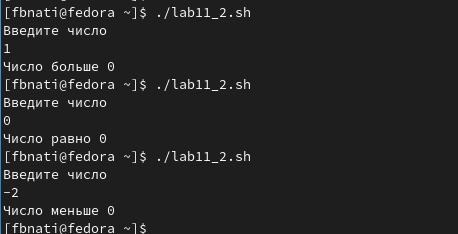 [fbnati@fedora ~]$ ./lab11_2.sh
Введите число
1
Число больше 0
[fbnati@fedora ~]$ ./lab11_2.sh
Введите число
0
Число равно 0
[fbnati@fedora ~]$ ./lab11_2.sh
Введите число
-2
Число меньше 0
[fbnati@fedora ~]$